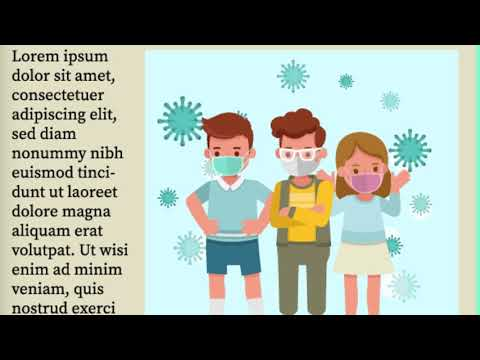 Lorem ipsum
dolor sit amet,
consectetuer
adipiscing elit,
sed diam
nonummy nibh
euismod tinci-
dunt ut laoreet
dolore magna
aliquam erat
volutpat. Ut wisi
enim ad minim
veniam, quis
nostrud exerci